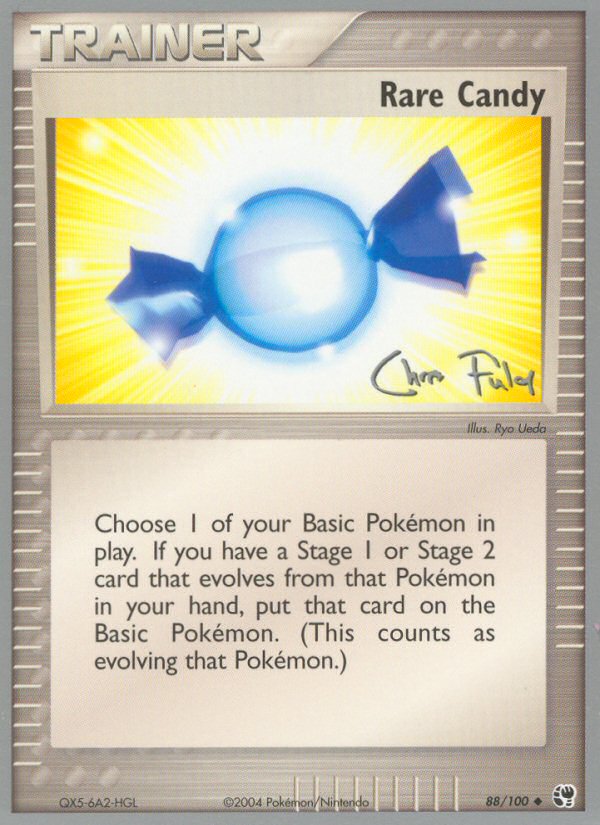 TRAINER
Rare Candy
Chris Fulop
Illus. Ryo Ueda
Choose 1 of your Basic Pokémon in
play. If you have a Stage 1 or Stage 2
card that evolves from that Pokémon
in your hand, put that card on the
Basic Pokémon. (This counts as
evolving that Pokémon.)
QX5-6A2-HGL
©2004 Pokémon/Nintendo
88/100